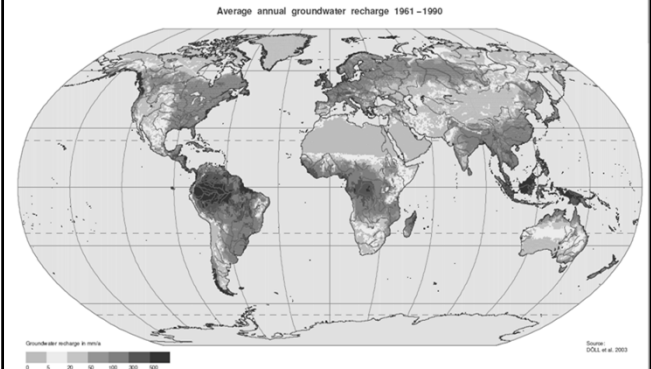 Average annual groundwater recharge 1961–1990
Groundwater recharge in mm/a
0 5 20 50 100 300 500
Source:
DÖLL et al. 2003